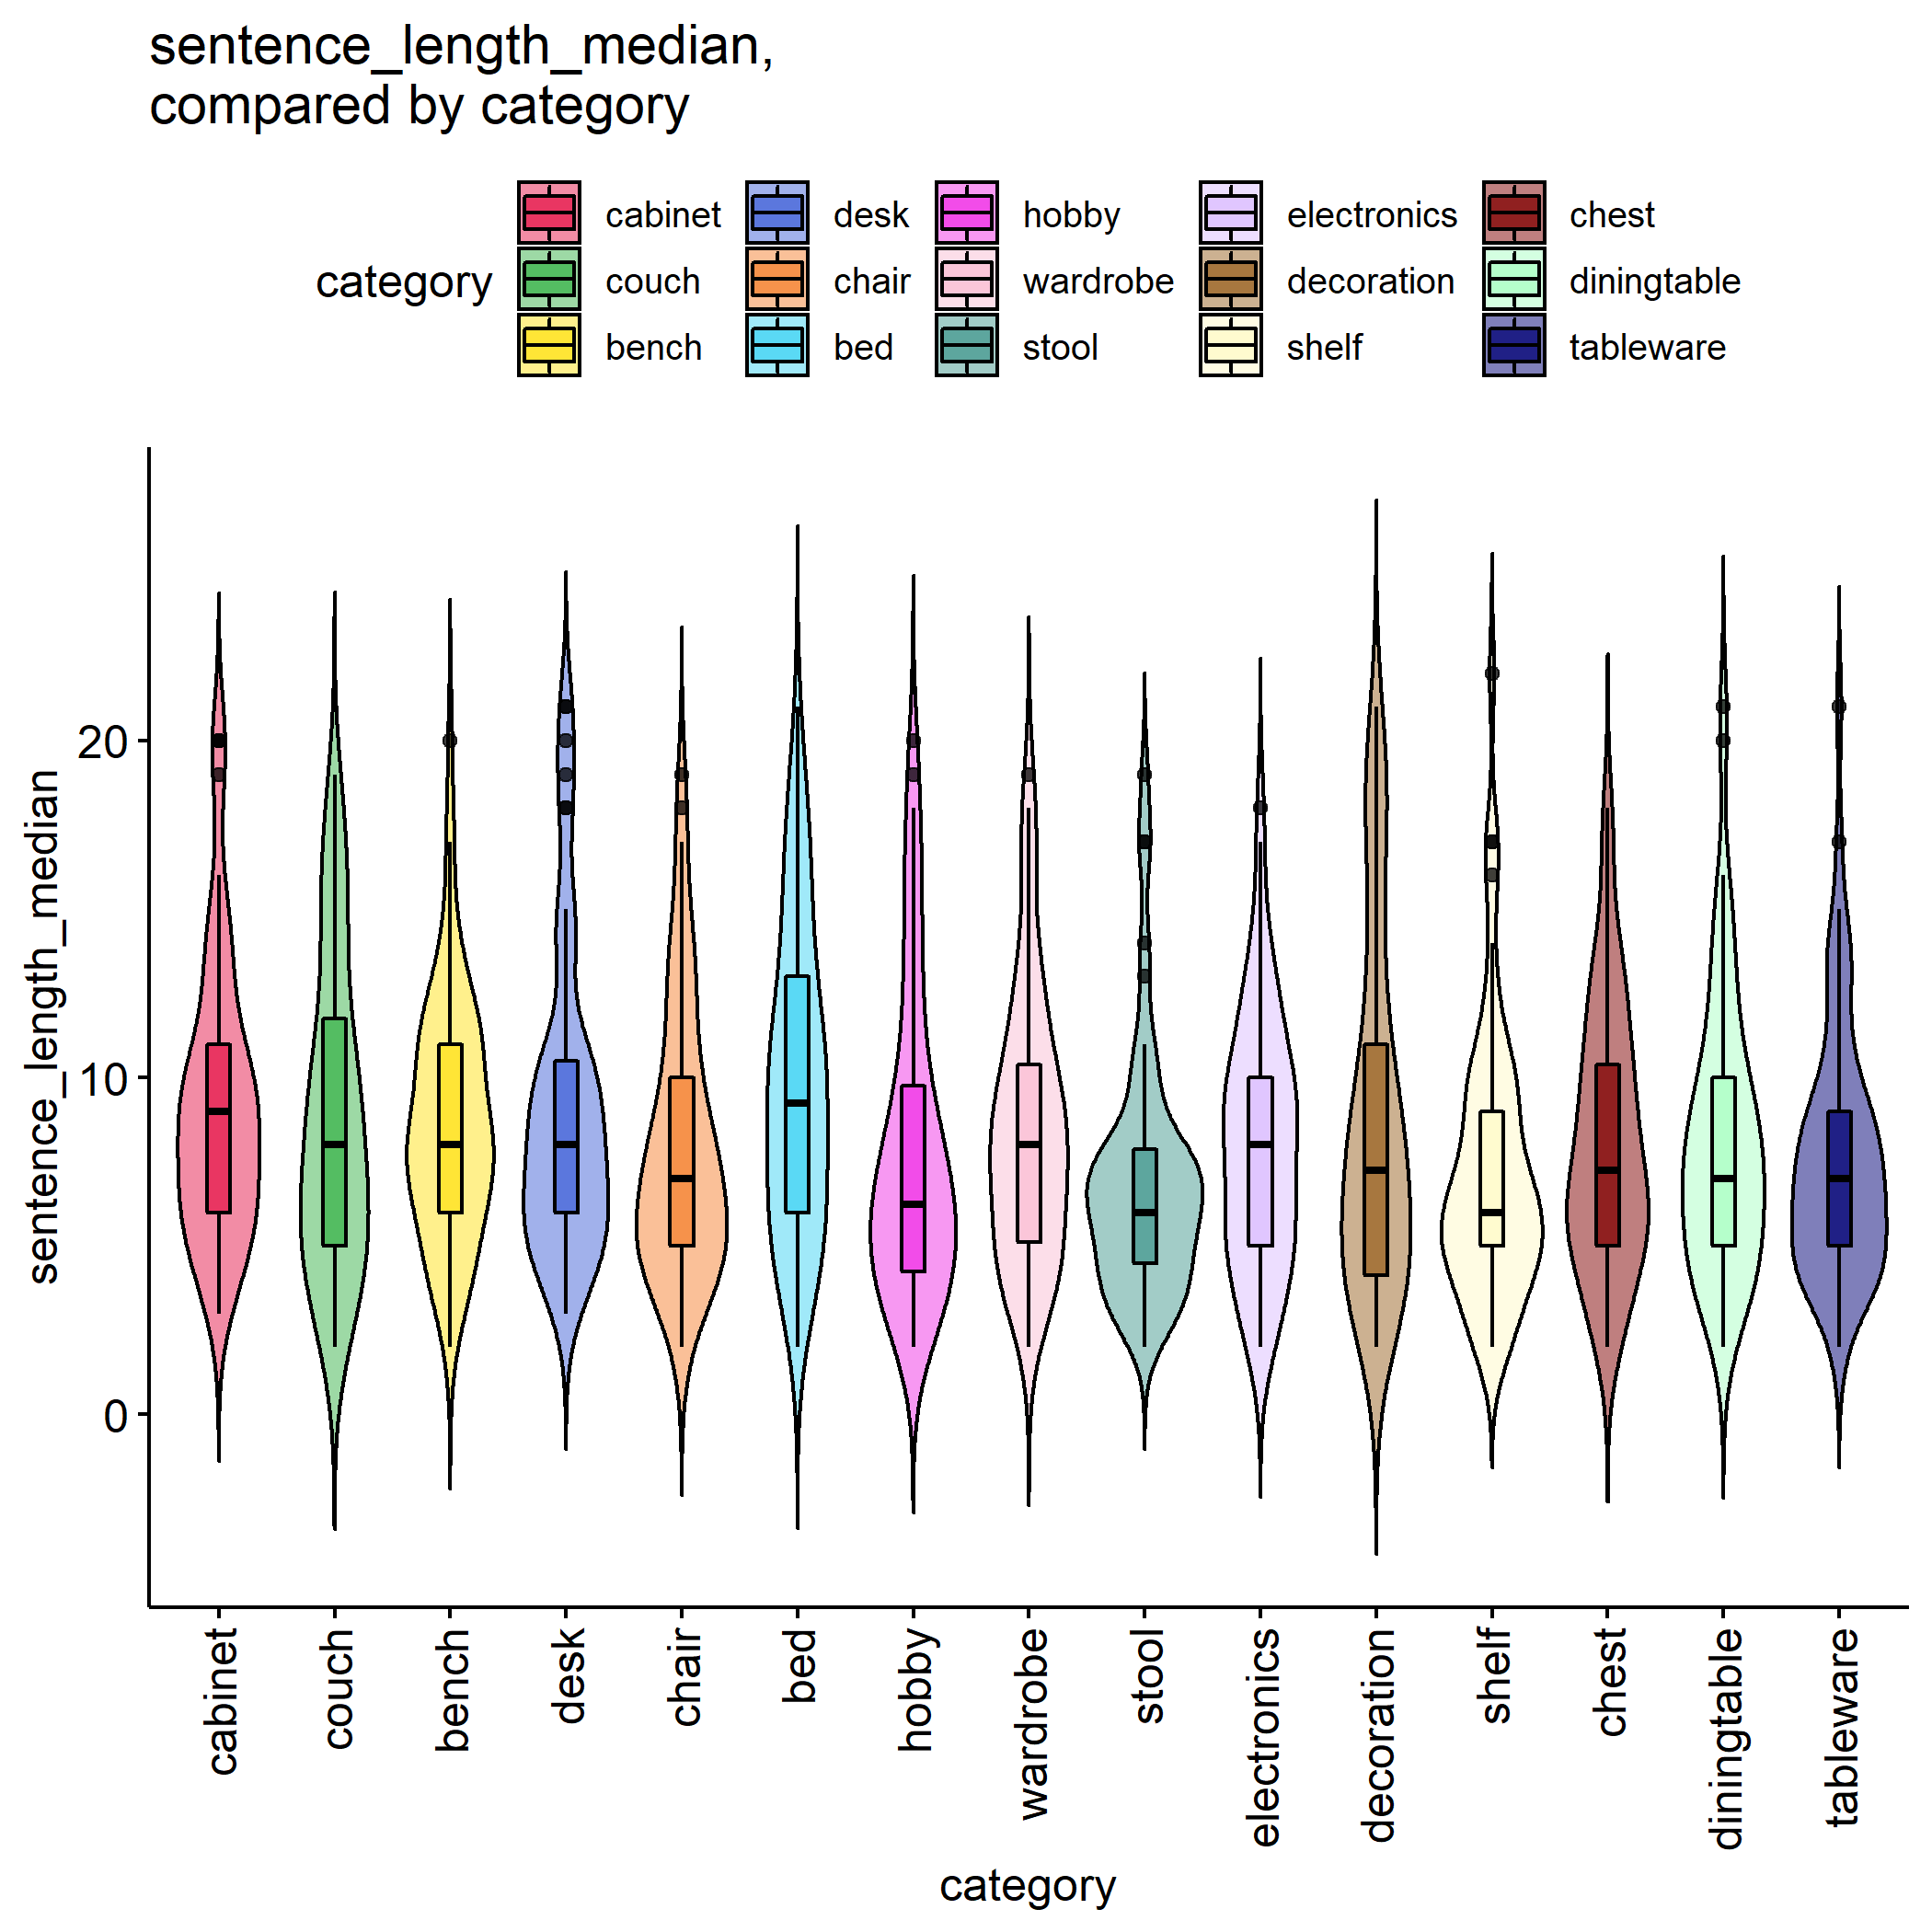 sentence_length_median,
compared by category
category
cabinet desk hobby electronics chest
couch chair wardrobe decoration diningtable
bench bed stool shelf tableware
sentence_length_median
20
10
0
cabinet
couch
bench
desk
chair
bed
hobby
wardrobe
stool
electronics
decoration
shelf
chest
diningtable
tableware
category